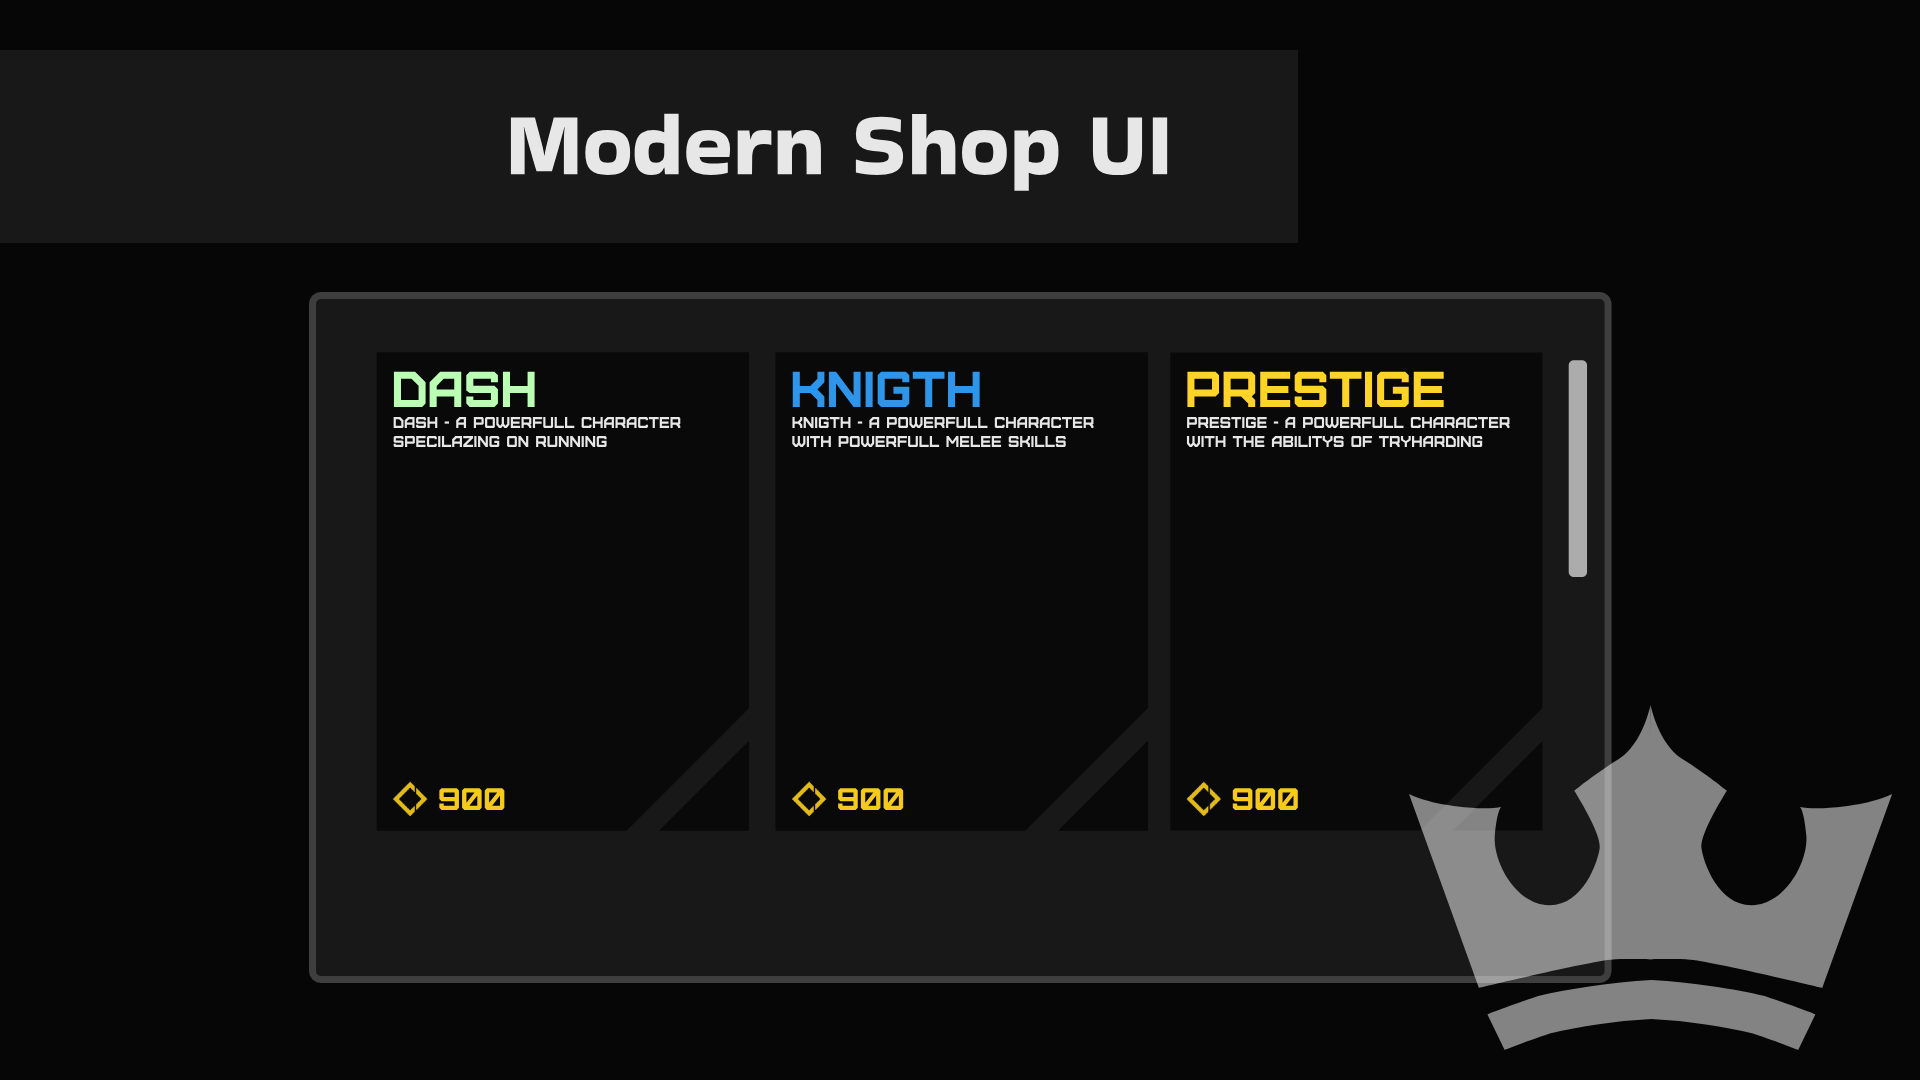 Modern Shop UI
DASH
DASH - A POWERFULL CHARACTER
SPECILAZING ON RUNNING
900
KNIGTH
KNIGTH - A POWERFULL CHARACTER
WITH POWERFULL MELEE SKILLS
900
PRESTIGE
PRESTIGE - A POWERFULL CHARACTER
WITH THE ABILITYS OF TRYHARDING
900